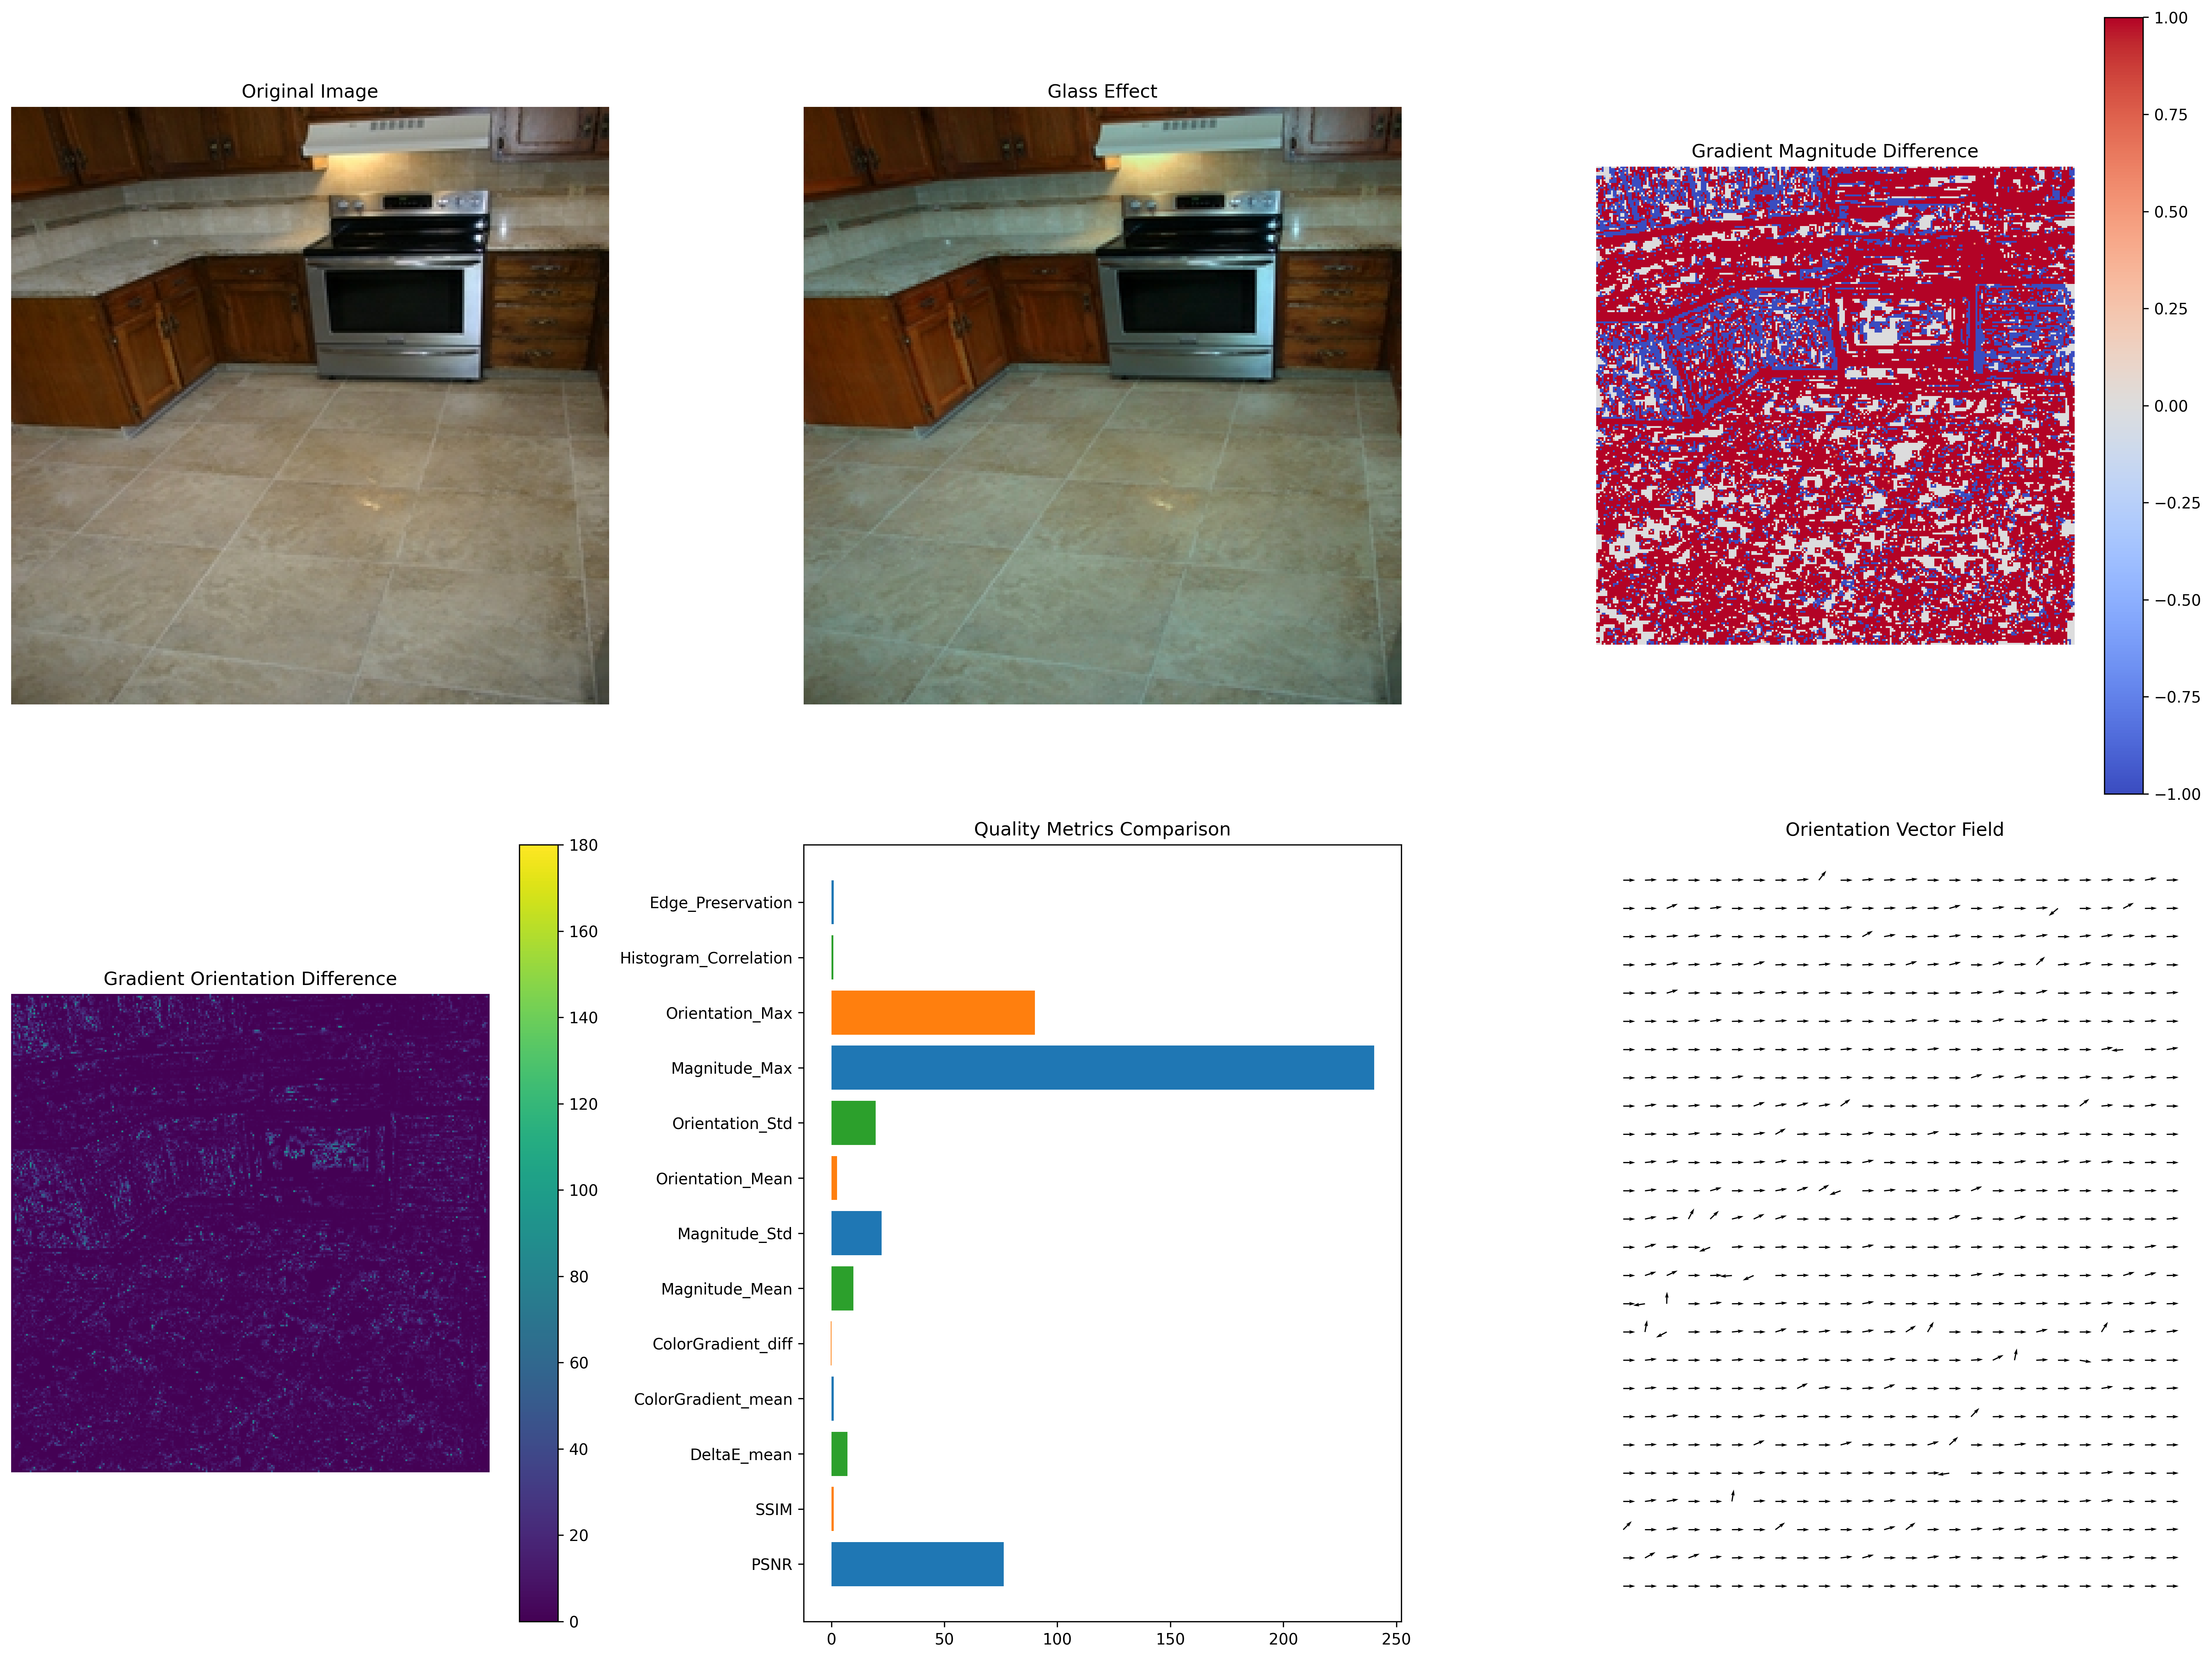 Original Image
Glass Effect
Gradient Magnitude Difference
1.00
0.75
0.50
0.25
0.00
−0.25
−0.50
−0.75
−1.00
Gradient Orientation Difference
180
160
140
120
100
80
60
40
20
0
Quality Metrics Comparison
Edge_Preservation
Histogram_Correlation
Orientation_Max
Magnitude_Max
Orientation_Std
Orientation_Mean
Magnitude_Std
Magnitude_Mean
ColorGradient_diff
ColorGradient_mean
DeltaE_mean
SSIM
PSNR
0 50 100 150 200 250
Orientation Vector Field